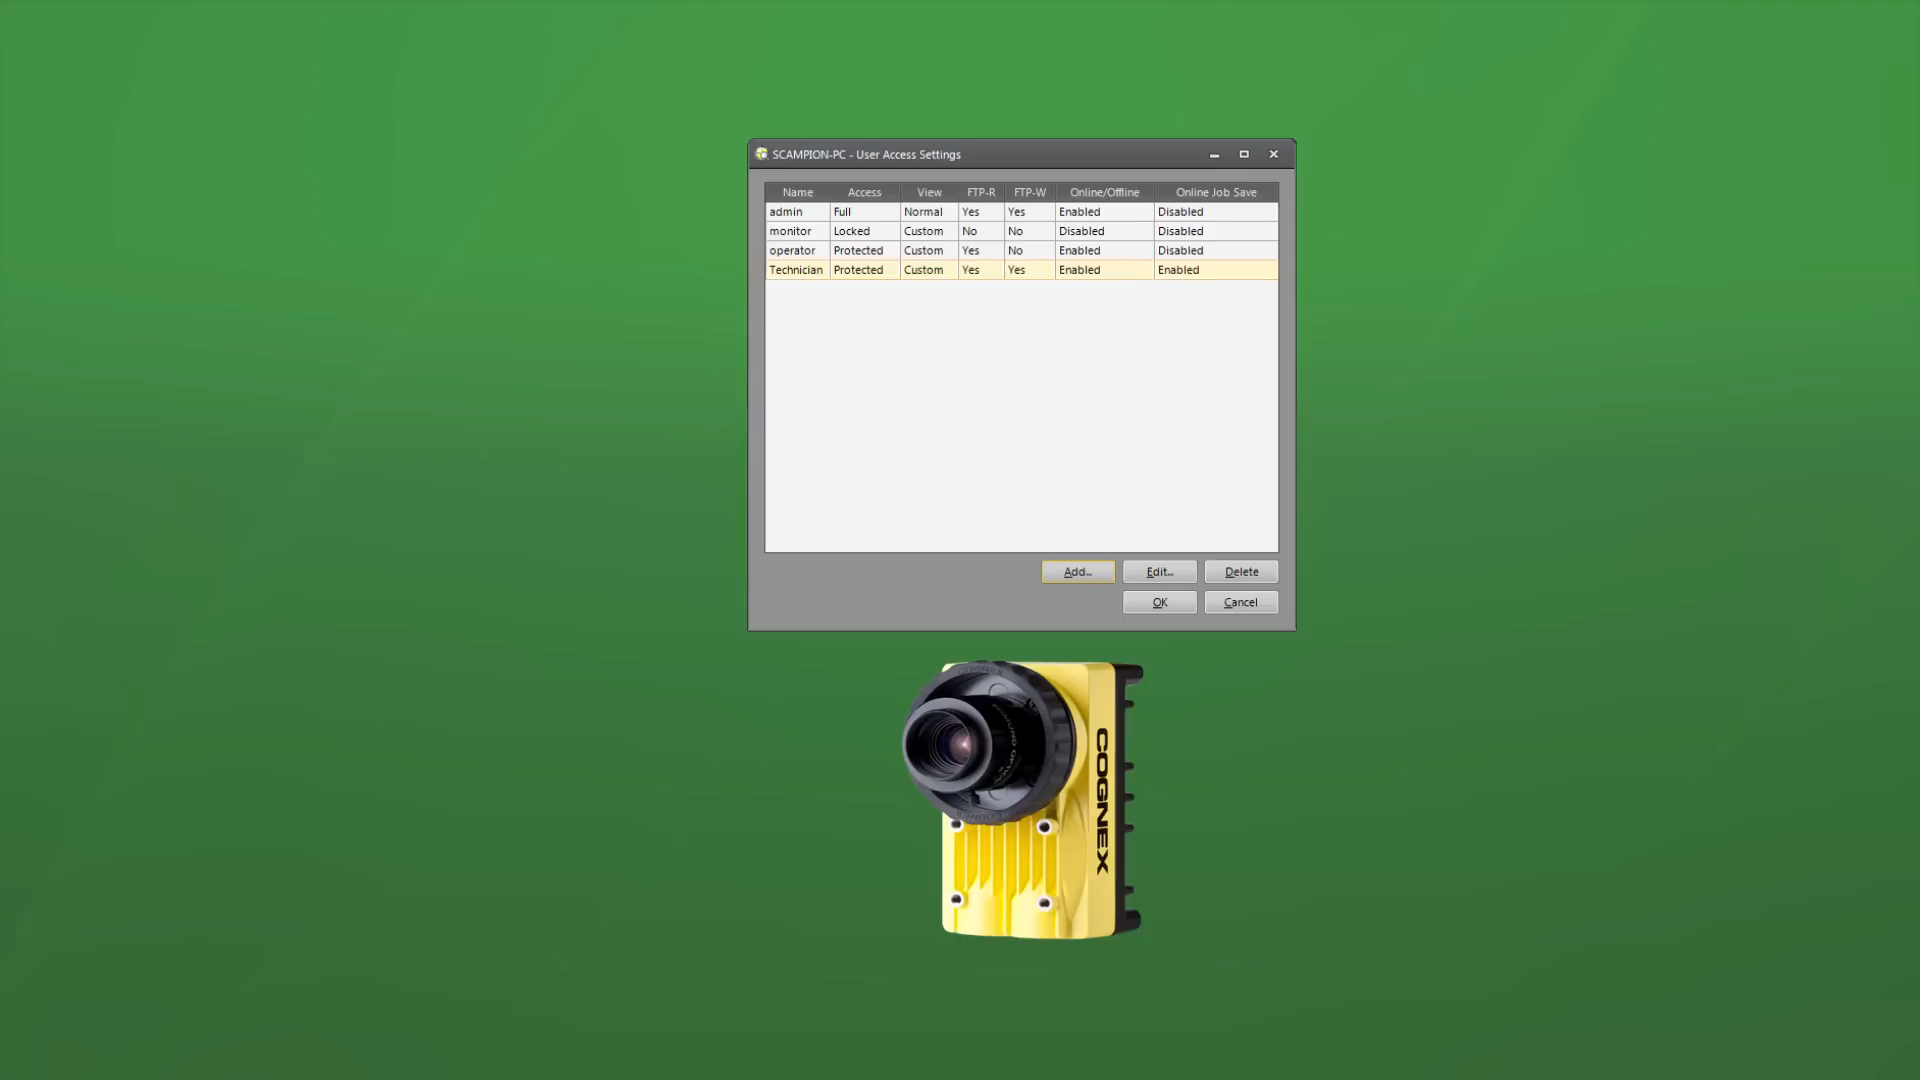 SCAMPION-PC - User Access Settings
Name Access View FTP-R FTP-W Online/Offline Online Job Save
admin Full Normal Yes Yes Enabled Disabled
monitor Locked Custom No No Disabled Disabled
operator Protected Custom Yes No Enabled Disabled
Technician Protected Custom Yes Yes Enabled Enabled
Add... Edit... Delete
OK Cancel
COGNEX